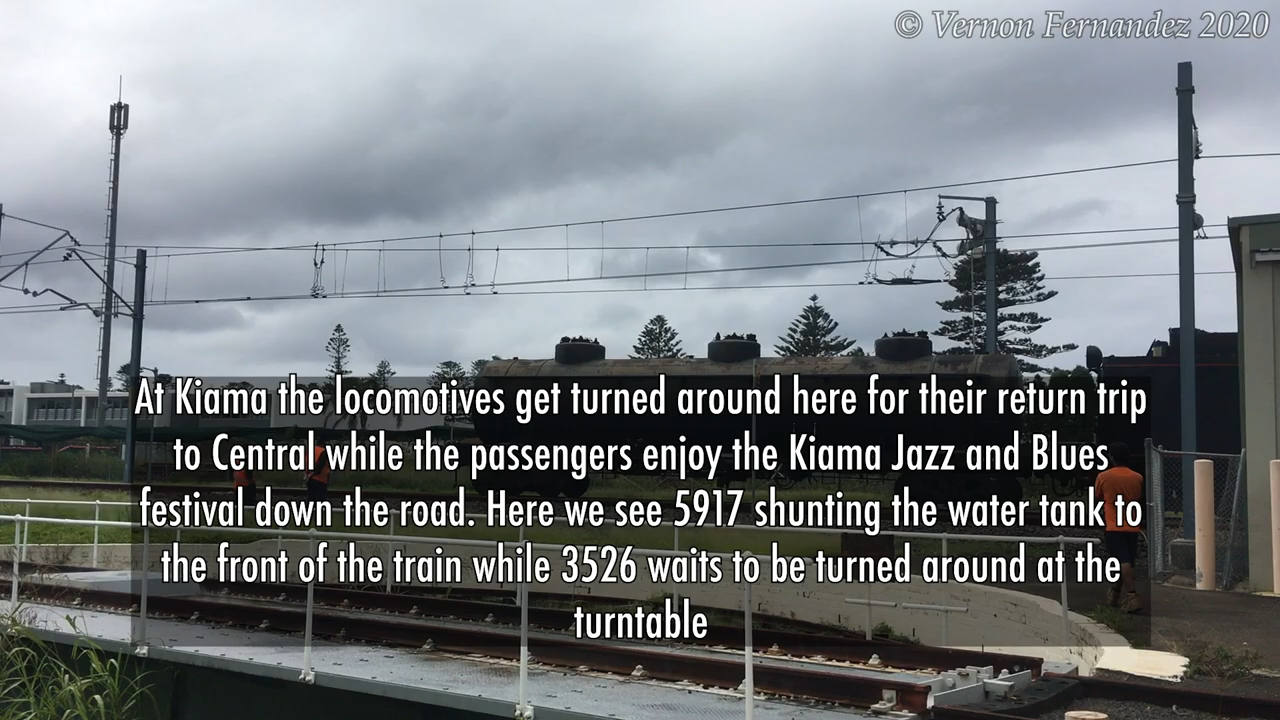 © Vernon Fernandez 2020
At Kiama the locomotives get turned around here for their return trip
to Central while the passengers enjoy the Kiama Jazz and Blues
festival down the road. Here we see 5917 shunting the water tank to
the front of the train while 3526 waits to be turned around at the
turntable